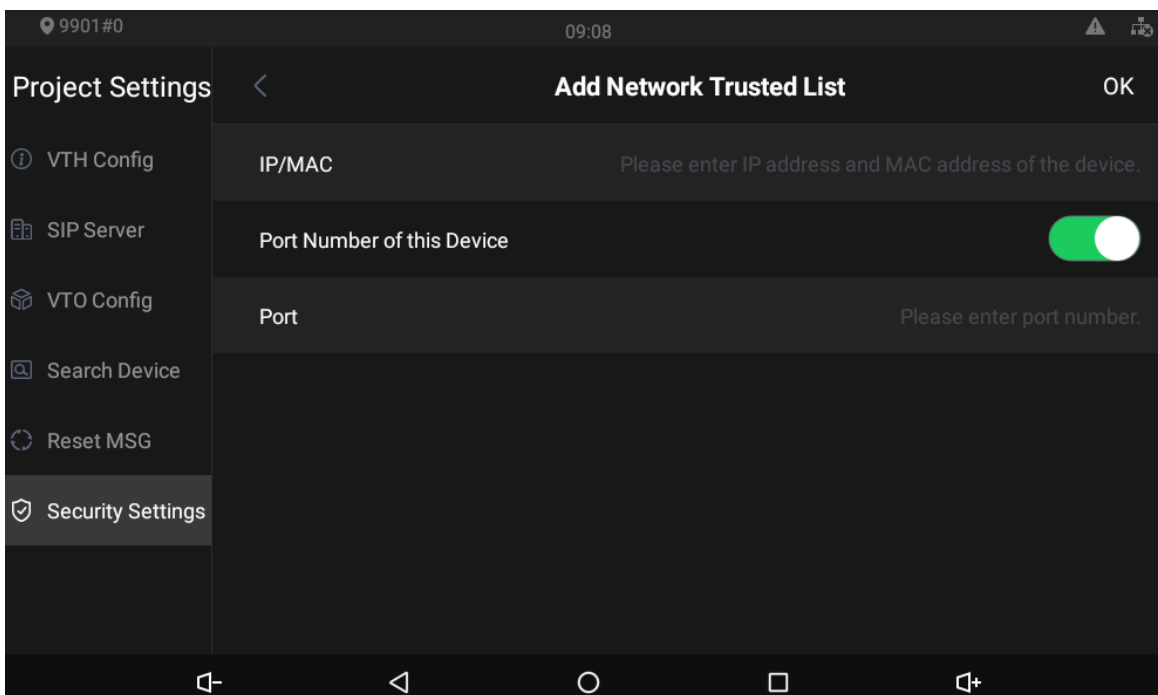 9901#0
09:08
Project Settings
Add Network Trusted List
OK
VTH Config
IP/MAC
Please enter IP address and MAC address of the device.
SIP Server
Port Number of this Device
VTO Config
Port
Please enter port number.
Search Device
Reset MSG
Security Settings